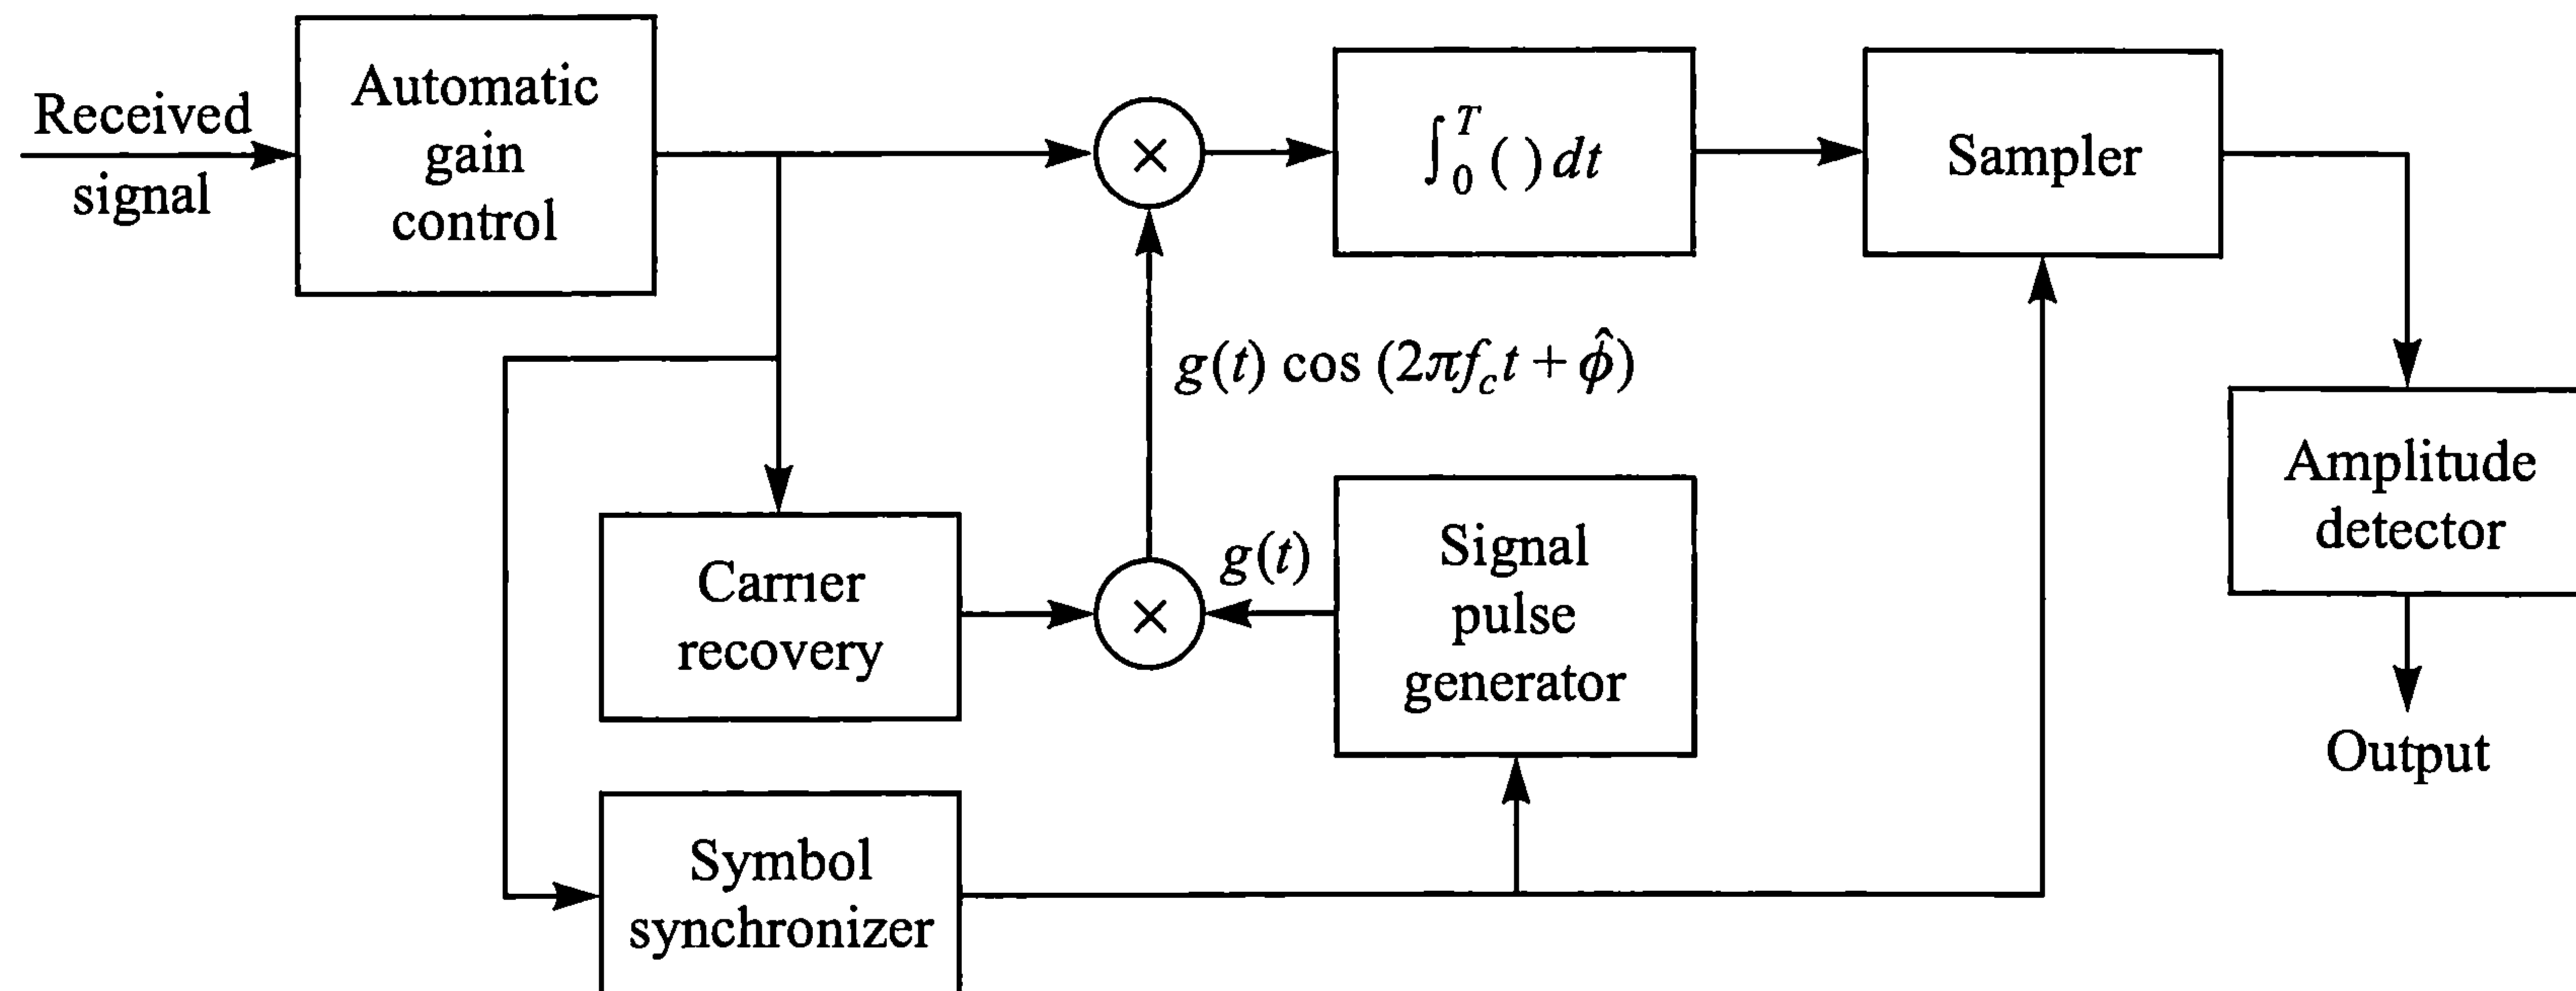 Received
signal
Automatic
gain
control
×
∫₀ᵀ ( ) dt
Sampler
g(t) cos (2πf_c t + φ̂)
Amplitude
detector
Output
Carrier
recovery
×
g(t)
Signal
pulse
generator
Symbol
synchronizer